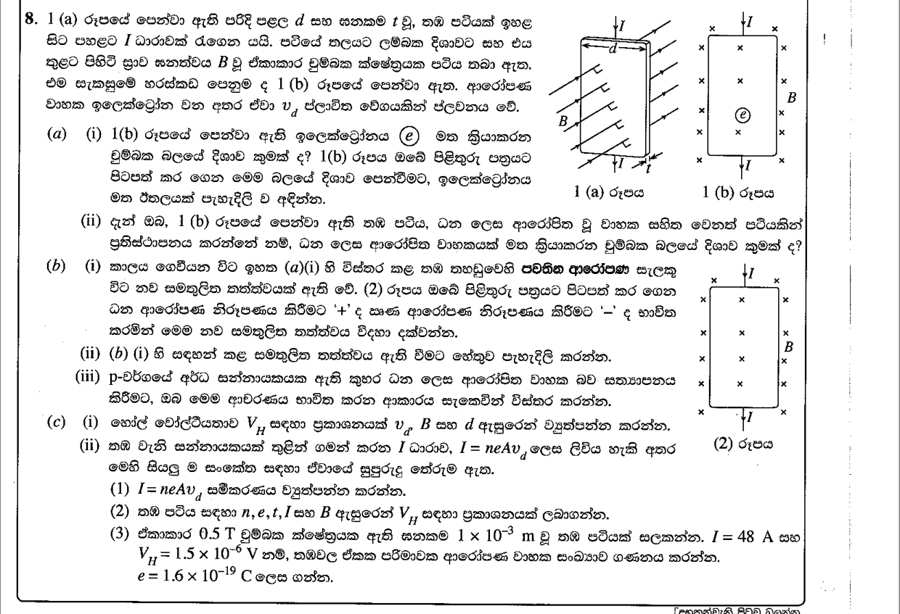 8. 1 (a) රූපයේ පෙන්වා ඇති පරිදි පළල d සහ ඝනකම t වූ, තඹ පටියක් ඉහළ
සිට පහළට I ධාරාවක් රැගෙන යයි. පටියේ තලයට ලම්බක දිශාවට සහ එය
තුළට පිහිටි ස්‍රාව ඝනත්වය B වූ ඒකාකාර චුම්බක ක්ෂේත්‍රයක පටිය තබා ඇත.
එම සැකසුමේ හරස්කඩ පෙනුම ද 1 (b) රූපයේ පෙන්වා ඇත. ආරෝපණ
වාහක ඉලෙක්ට්‍රෝන වන අතර ඒවා v_d ප්ලාවිත වේගයකින් ප්ලවනය වේ.
I
d
B
I
t
1 (a) රූපය
I
B
e
I
1 (b) රූපය
(a) (i) 1(b) රූපයේ පෙන්වා ඇති ඉලෙක්ට්‍රෝනය (e) මත ක්‍රියාකරන
චුම්බක බලයේ දිශාව කුමක් ද? 1(b) රූපය ඔබේ පිළිතුරු පත්‍රයට
පිටපත් කර ගෙන මෙම බලයේ දිශාව පෙන්වීමට, ඉලෙක්ට්‍රෝනය
මත ඊතලයක් පැහැදිලි ව අඳින්න.
(ii) දැන් ඔබ, 1 (b) රූපයේ පෙන්වා ඇති තඹ පටිය, ධන ලෙස ආරෝපිත වූ වාහක සහිත වෙනත් පටියකින්
ප්‍රතිස්ථාපනය කරන්නේ නම්, ධන ලෙස ආරෝපිත වාහකයක් මත ක්‍රියාකරන චුම්බක බලයේ දිශාව කුමක් ද?
(b) (i) කාලය ගෙවීයන විට ඉහත (a)(i) හි විස්තර කළ තඹ තහඩුවෙහි පවතින ආරෝපණ සැලකූ
විට නව සමතුලිත තත්ත්වයක් ඇති වේ. (2) රූපය ඔබේ පිළිතුරු පත්‍රයට පිටපත් කර ගෙන
ධන ආරෝපණ නිරූපණය කිරීමට '+' ද ඍණ ආරෝපණ නිරූපණය කිරීමට '–' ද භාවිත
කරමින් මෙම නව සමතුලිත තත්ත්වය විදහා දක්වන්න.
(ii) (b) (i) හි සඳහන් කළ සමතුලිත තත්ත්වය ඇති වීමට හේතුව පැහැදිලි කරන්න.
(iii) p-වර්ගයේ අර්ධ සන්නායකයක ඇති කුහර ධන ලෙස ආරෝපිත වාහක බව සත්‍යාපනය
කිරීමට, ඔබ මෙම ආචරණය භාවිත කරන ආකාරය සැකෙවින් විස්තර කරන්න.
I
B
I
(2) රූපය
(c) (i) හෝල් වෝල්ටීයතාව V_H සඳහා ප්‍රකාශනයක් v_d, B සහ d ඇසුරෙන් ව්‍යුත්පන්න කරන්න.
(ii) තඹ වැනි සන්නායකයක් තුළින් ගමන් කරන I ධාරාව, I = neAv_d ලෙස ලිවිය හැකි අතර
මෙහි සියලු ම සංකේත සඳහා ඒවායේ සුපුරුදු තේරුම ඇත.
(1) I = neAv_d සමීකරණය ව්‍යුත්පන්න කරන්න.
(2) තඹ පටිය සඳහා n, e, t, I සහ B ඇසුරෙන් V_H සඳහා ප්‍රකාශනයක් ලබාගන්න.
(3) ඒකාකාර 0.5 T චුම්බක ක්ෂේත්‍රයක ඇති ඝනකම 1 × 10⁻³ m වූ තඹ පටියක් සලකන්න. I = 48 A සහ
V_H = 1.5 × 10⁻⁶ V නම්, තඹවල ඒකක පරිමාවක ආරෝපණ වාහක සංඛ්‍යාව ගණනය කරන්න.
e = 1.6 × 10⁻¹⁹ C ලෙස ගන්න.